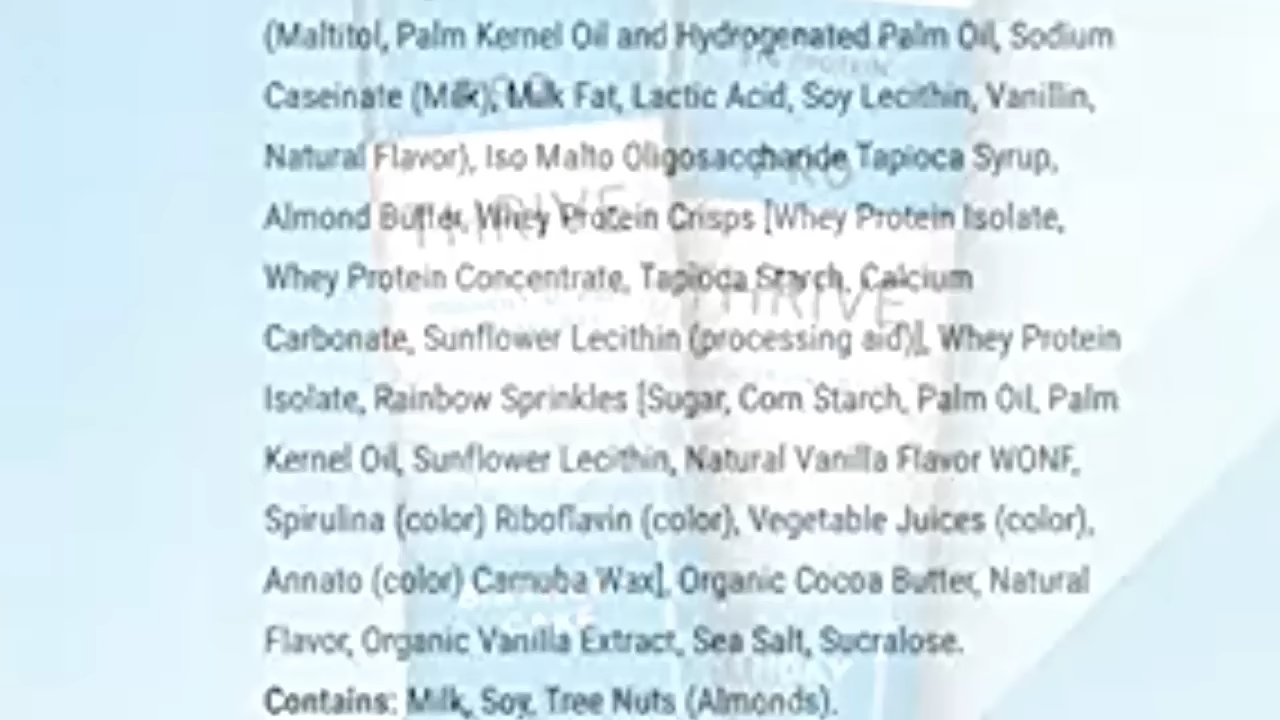 (Maltitol, Palm Kernel Oil and Hydrogenated Palm Oil, Sodium
Caseinate (Milk), Milk Fat, Lactic Acid, Soy Lecithin, Vanillin,
Natural Flavor), Iso Malto Oligosaccharide Tapioca Syrup,
Almond Butter, Whey Protein Crisps [Whey Protein Isolate,
Whey Protein Concentrate, Tapioca Starch, Calcium
Carbonate, Sunflower Lecithin (processing aid)], Whey Protein
Isolate, Rainbow Sprinkles [Sugar, Corn Starch, Palm Oil, Palm
Kernel Oil, Sunflower Lecithin, Natural Vanilla Flavor WONF,
Spirulina (color) Riboflavin (color), Vegetable Juices (color),
Annato (color) Carnuba Wax], Organic Cocoa Butter, Natural
Flavor, Organic Vanilla Extract, Sea Salt, Sucralose.
Contains: Milk, Soy, Tree Nuts (Almonds).
THRIVE
THRIVE